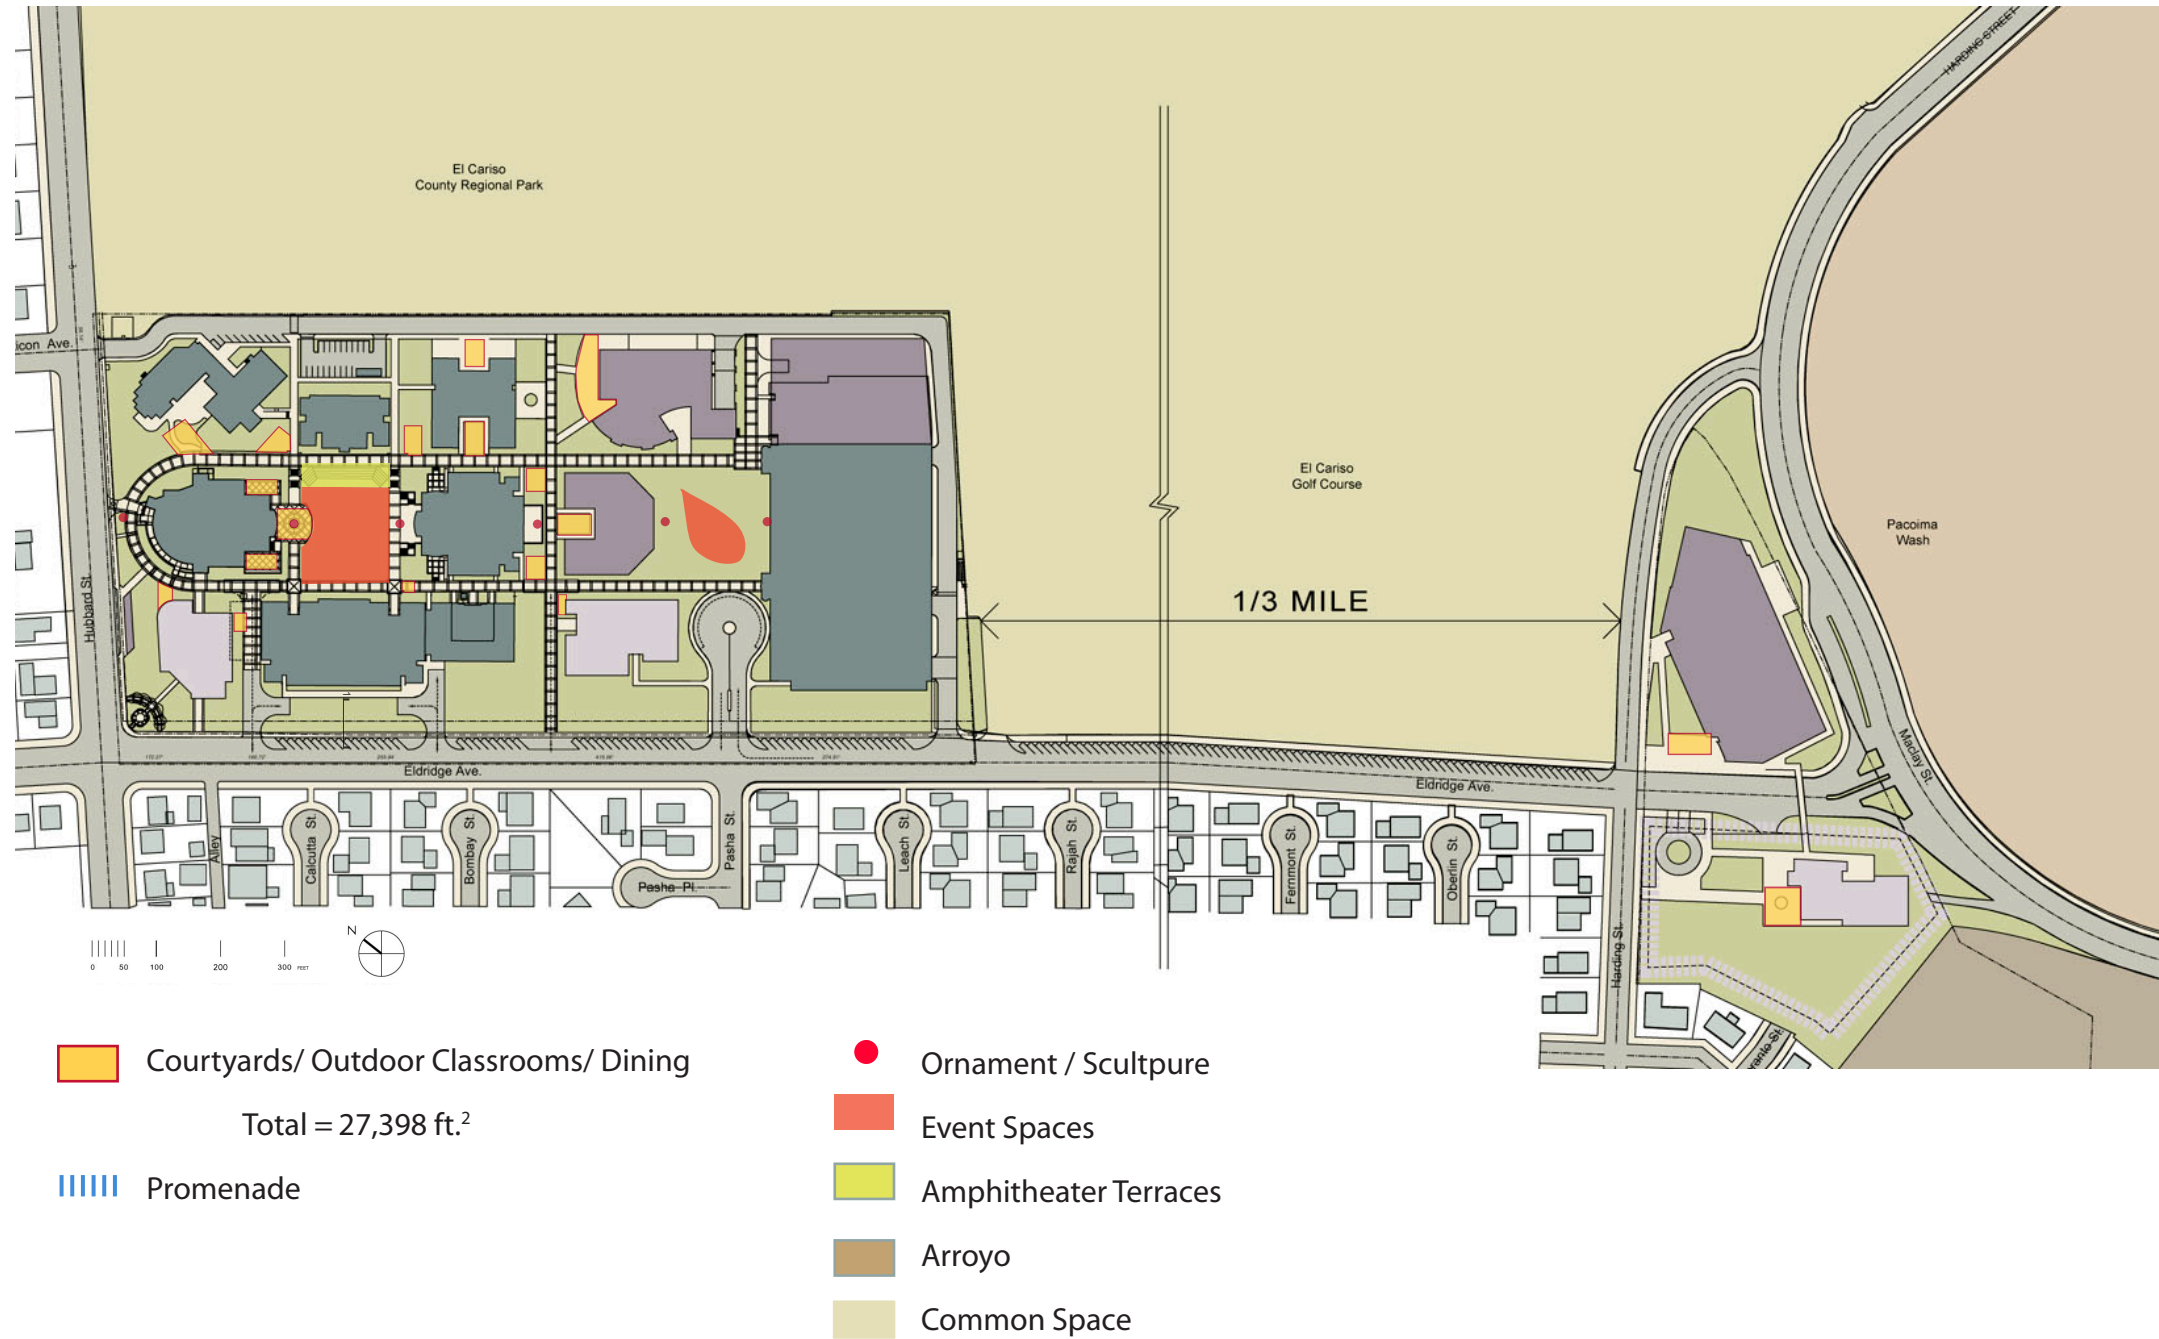 HARDING STREET
El Cariso
County Regional Park
icon Ave.
El Cariso
Golf Course
Pacoima
Wash
Hubbard St.
1/3 MILE
Maclay St.
Eldridge Ave.
Eldridge Ave.
Alley
Calcutta St.
Bombay St.
Pasha Pl.
Pasha St.
Leach St.
Rajah St.
Fernmont St.
Oberlin St.
Harding St.
N
0 50 100 200 300 FEET
Courtyards/ Outdoor Classrooms/ Dining
Total = 27,398 ft.²
Promenade
Ornament / Scultpure
Event Spaces
Amphitheater Terraces
Arroyo
Common Space